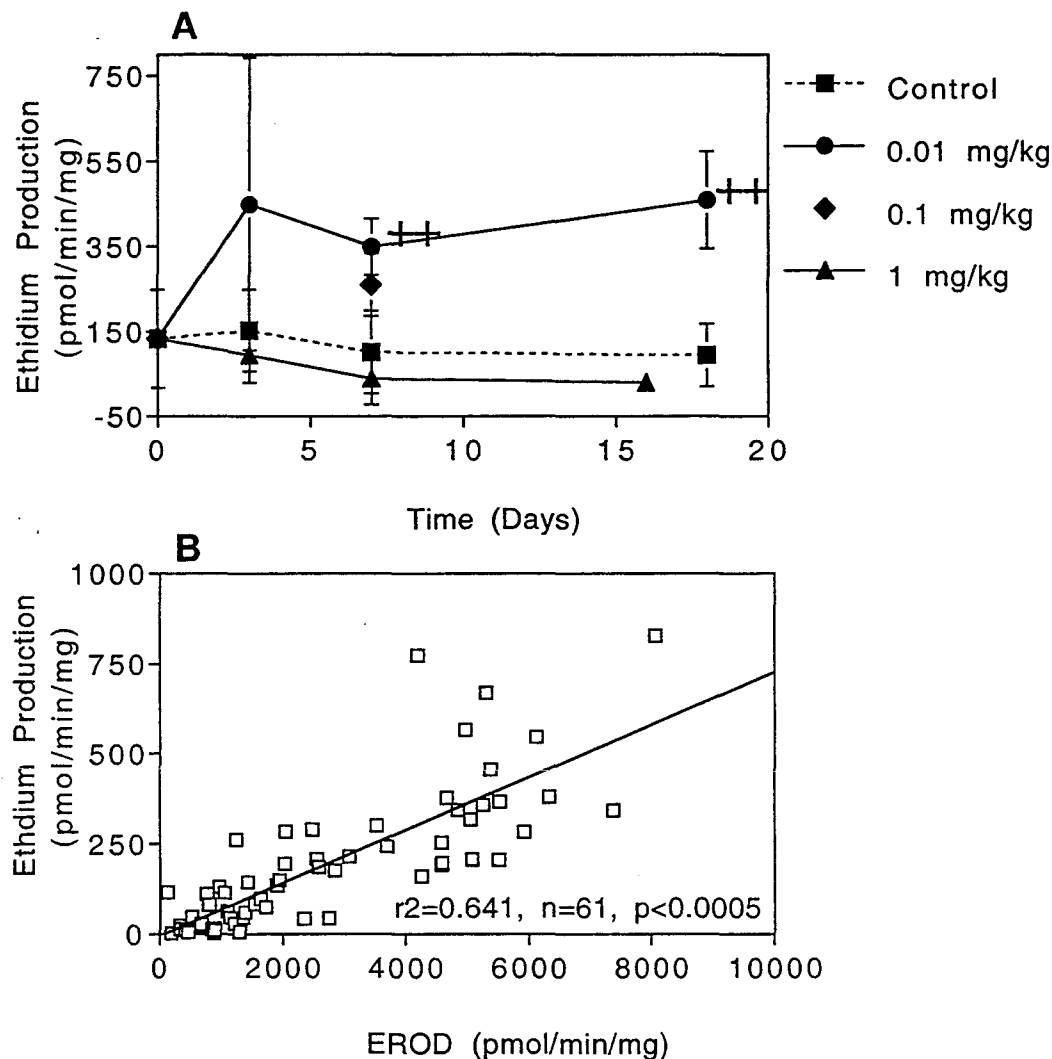 A
Ethidium Production
(pmol/min/mg)
750
550
350
150
-50
0 5 10 15 20
Time (Days)
Control
0.01 mg/kg
0.1 mg/kg
1 mg/kg
B
Ethdium Production
(pmol/min/mg)
1000
750
500
250
0
r2=0.641, n=61, p<0.0005
0 2000 4000 6000 8000 10000
EROD (pmol/min/mg)